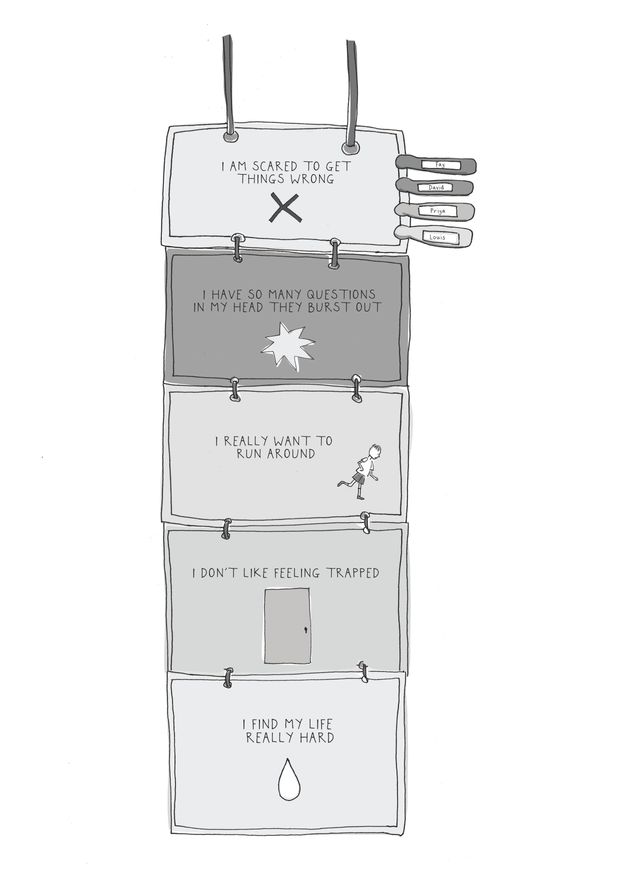 I AM SCARED TO GET
THINGS WRONG
Fay
David
Priya
Louis
I HAVE SO MANY QUESTIONS
IN MY HEAD THEY BURST OUT
I REALLY WANT TO
RUN AROUND
I DON'T LIKE FEELING TRAPPED
I FIND MY LIFE
REALLY HARD